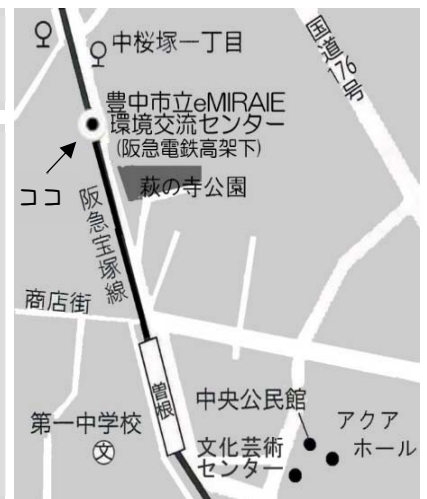 中桜塚一丁目
国道176号
豊中市立eMIRAIE
環境交流センター
(阪急電鉄高架下)
ココ
萩の寺公園
阪急宝塚線
商店街
曽根
中央公民館
第一中学校
文
アクア
ホール
文化芸術
センター